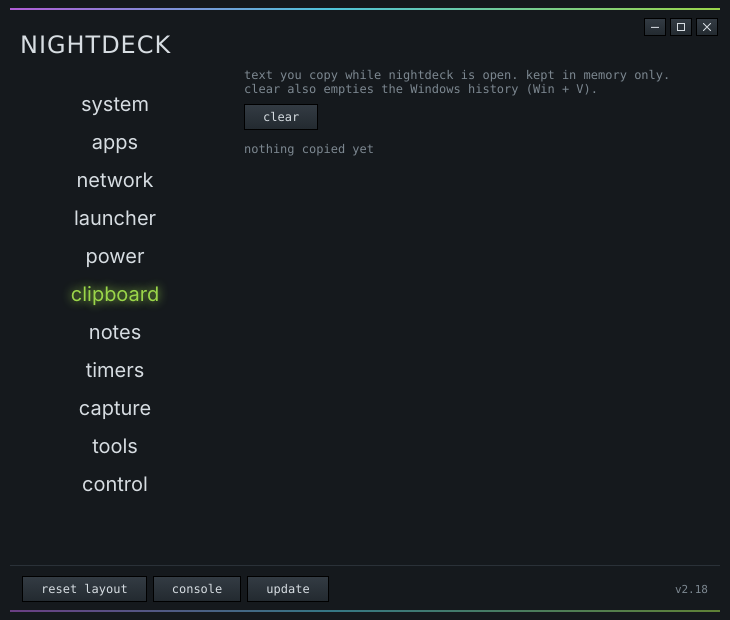 NIGHTDECK
system
apps
network
launcher
power
clipboard
notes
timers
capture
tools
control
text you copy while nightdeck is open. kept in memory only.
clear also empties the Windows history (Win + V).
clear
nothing copied yet
reset layout
console
update
v2.18